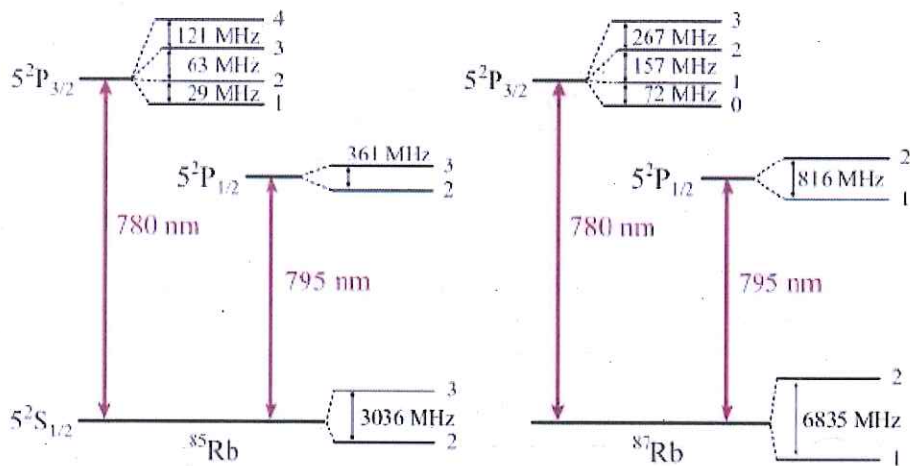 4
121 MHz
3
63 MHz
2
29 MHz
1
5²P₃/₂
361 MHz
3
2
5²P₁/₂
780 nm
795 nm
3
3036 MHz
2
5²S₁/₂
⁸⁵Rb
3
267 MHz
2
157 MHz
1
72 MHz
0
5²P₃/₂
2
816 MHz
1
5²P₁/₂
780 nm
795 nm
2
6835 MHz
1
⁸⁷Rb